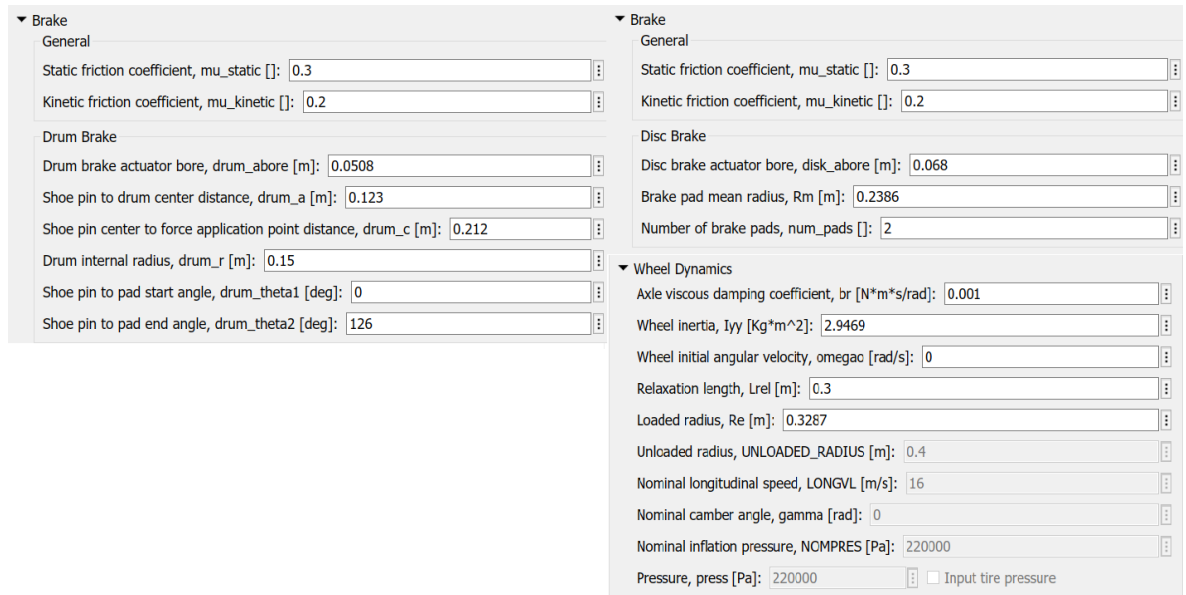 Brake
General
Static friction coefficient, mu_static []: 0.3
Kinetic friction coefficient, mu_kinetic []: 0.2
Drum Brake
Drum brake actuator bore, drum_abore [m]: 0.0508
Shoe pin to drum center distance, drum_a [m]: 0.123
Shoe pin center to force application point distance, drum_c [m]: 0.212
Drum internal radius, drum_r [m]: 0.15
Shoe pin to pad start angle, drum_theta1 [deg]: 0
Shoe pin to pad end angle, drum_theta2 [deg]: 126
Brake
General
Static friction coefficient, mu_static []: 0.3
Kinetic friction coefficient, mu_kinetic []: 0.2
Disc Brake
Disc brake actuator bore, disk_abore [m]: 0.068
Brake pad mean radius, Rm [m]: 0.2386
Number of brake pads, num_pads []: 2
Wheel Dynamics
Axle viscous damping coefficient, br [N*m*s/rad]: 0.001
Wheel inertia, Iyy [Kg*m^2]: 2.9469
Wheel initial angular velocity, omegao [rad/s]: 0
Relaxation length, Lrel [m]: 0.3
Loaded radius, Re [m]: 0.3287
Unloaded radius, UNLOADED_RADIUS [m]: 0.4
Nominal longitudinal speed, LONGVL [m/s]: 16
Nominal camber angle, gamma [rad]: 0
Nominal inflation pressure, NOMPRES [Pa]: 220000
Pressure, press [Pa]: 220000 Input tire pressure